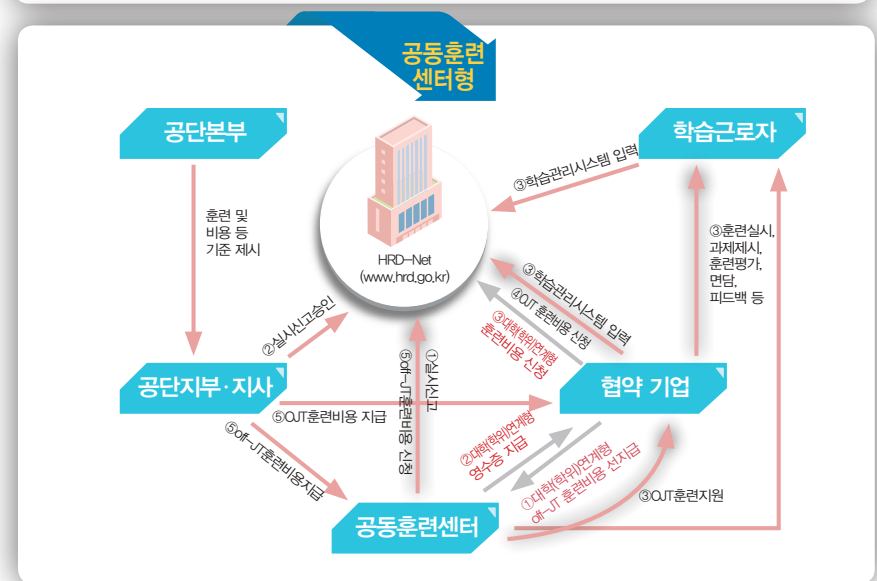 공동훈련
센터형
공단본부
학습근로자
③학습관리시스템 입력
훈련 및
비용 등
기준 제시
③훈련실시,
과제제시,
훈련평가,
면담,
피드백 등
HRD-Net
(www.hrd.go.kr)
②실시신고승인
③학습관리시스템 입력
④OJT 훈련비용 신청
③대학(학위)연계형
훈련비용 신청
①실시신고
⑤off-JT훈련비용 신청
공단지부·지사
협약 기업
⑤OJT훈련비용 지급
⑤off-JT훈련비용지급
②대학(학위)연계형
영수증 지급
①대학(학위)연계형
off-JT 훈련비용 선지급
③OJT훈련지원
공동훈련센터